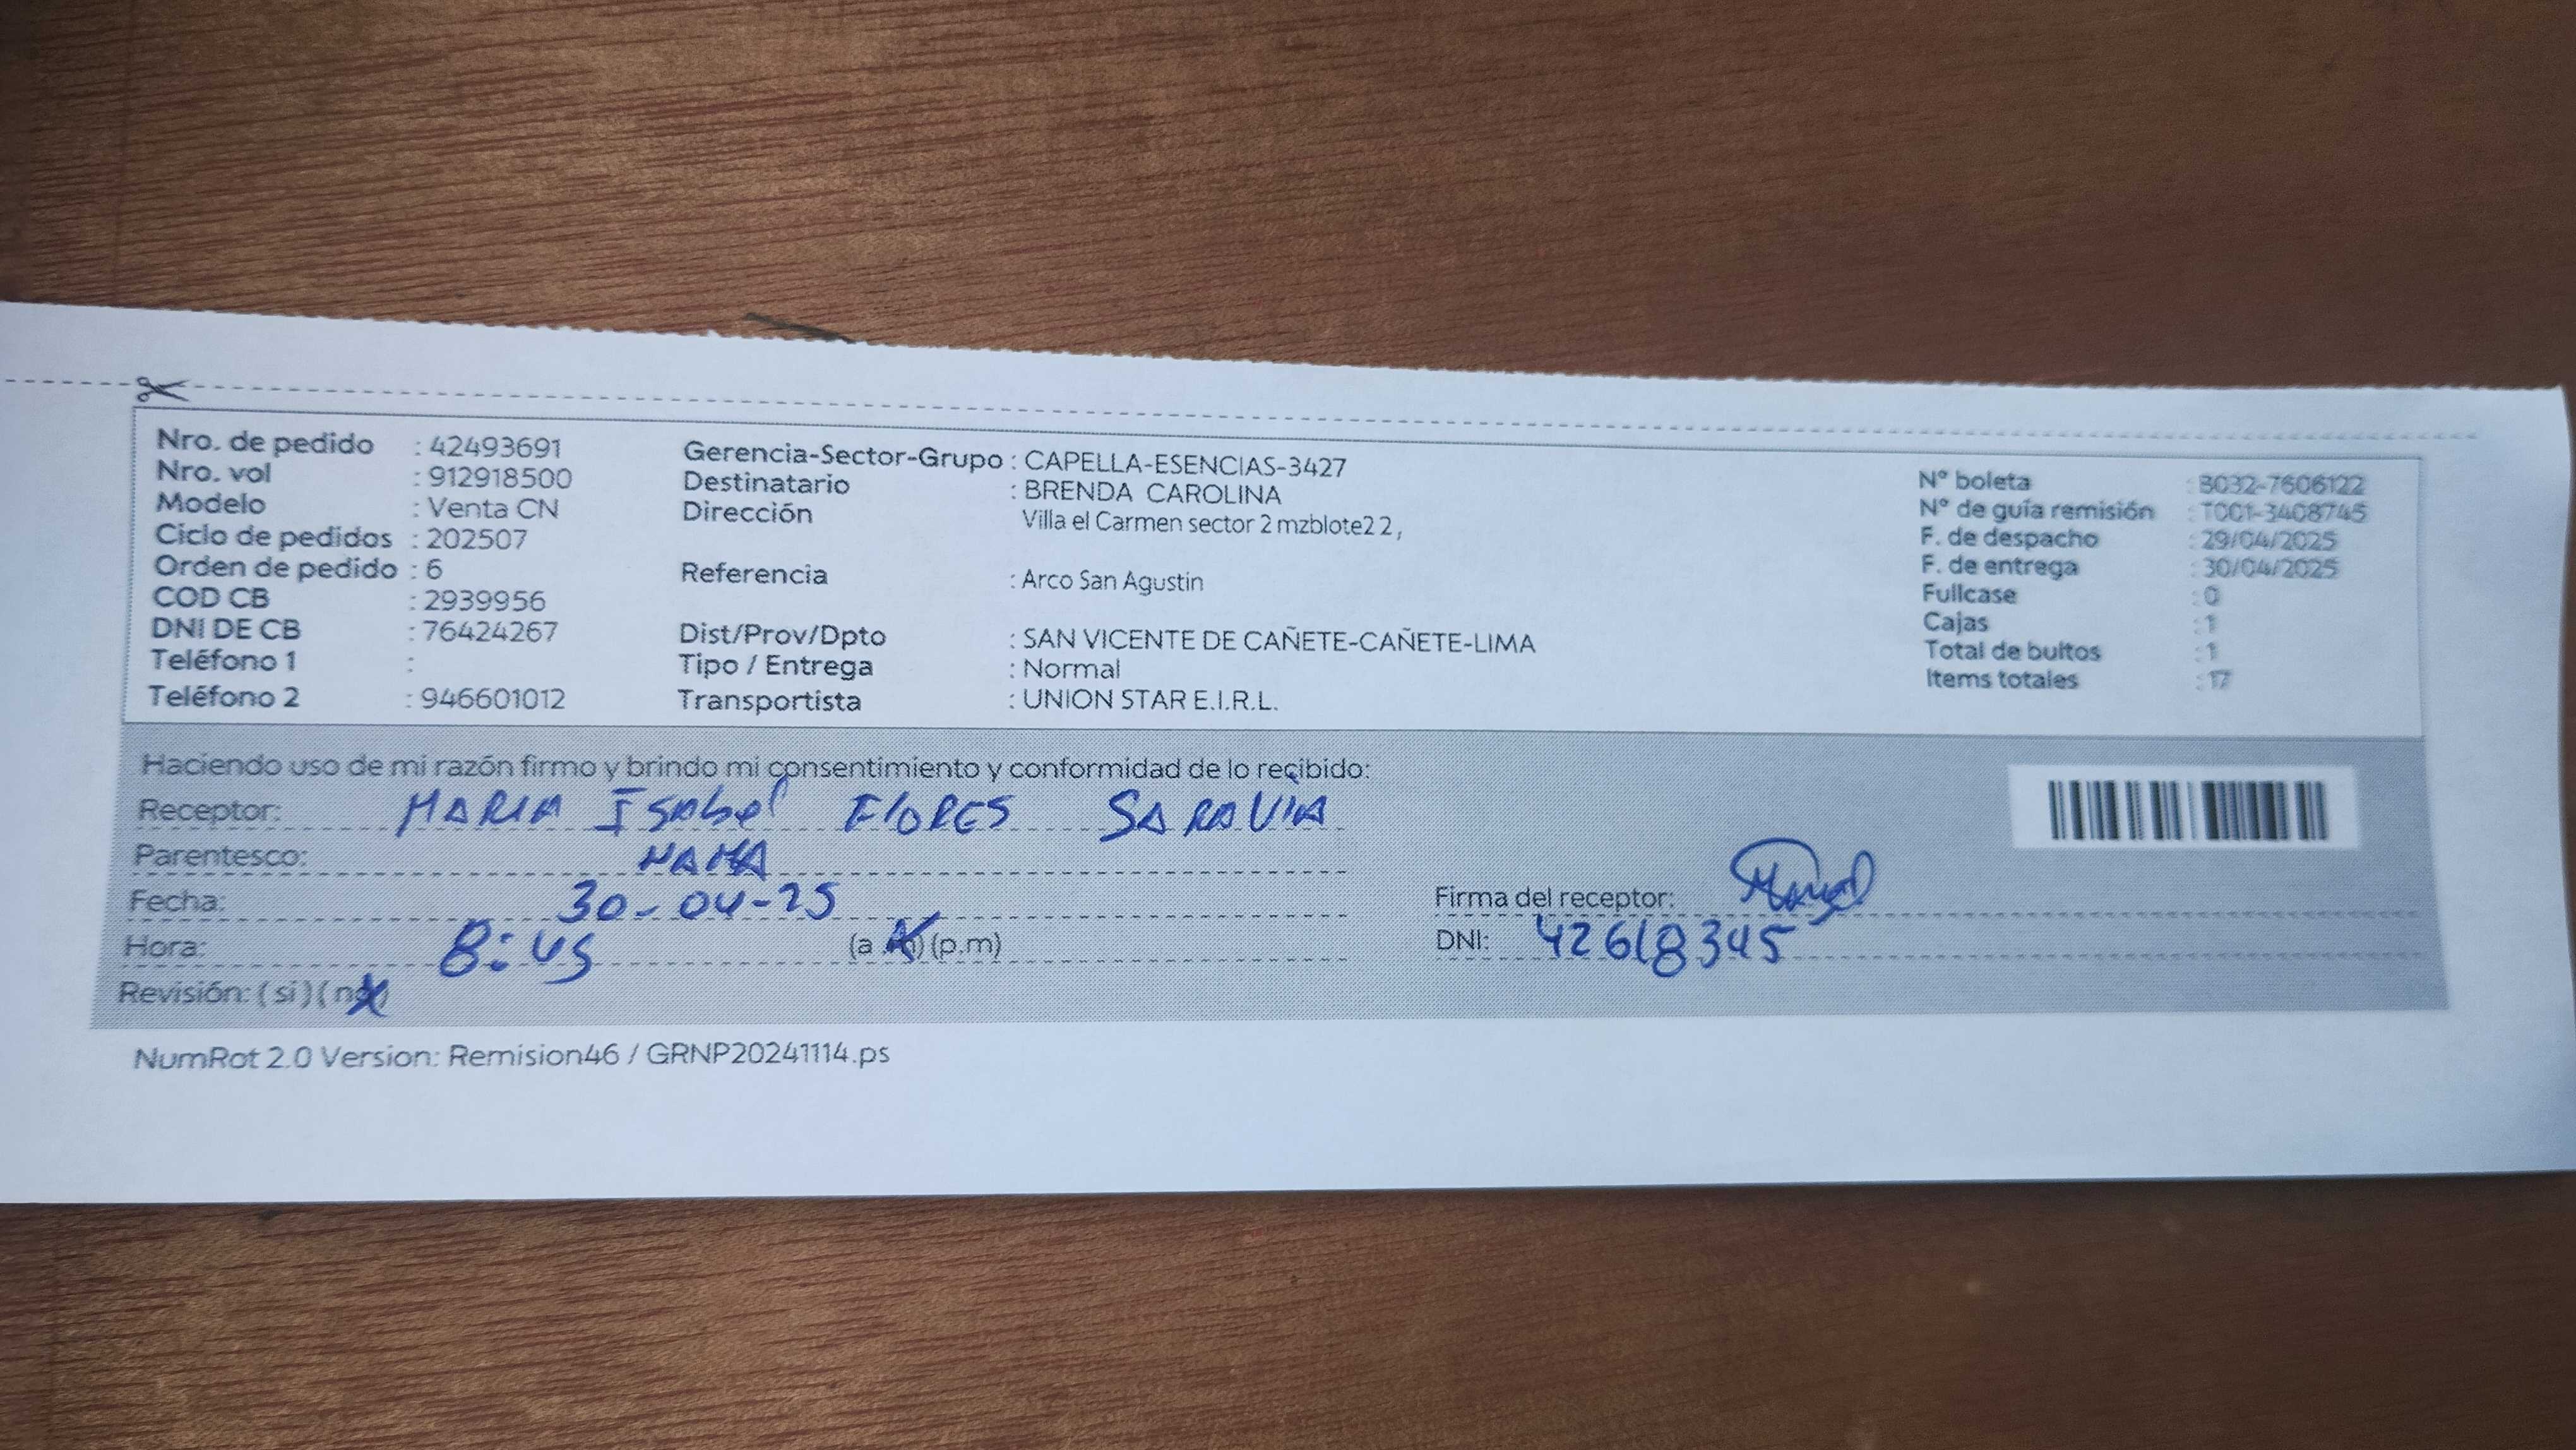 Nro. de pedido : 42493691
Nro. vol : 912918500
Modelo : Venta CN
Ciclo de pedidos : 202507
Orden de pedido : 6
COD CB : 2939956
DNI DE CB : 76424267
Teléfono 1 :
Teléfono 2 : 946601012
Gerencia-Sector-Grupo : CAPELLA-ESENCIAS-3427
Destinatario : BRENDA CAROLINA
Dirección Villa el Carmen sector 2 mzblote2 2,
Referencia : Arco San Agustin
Dist/Prov/Dpto : SAN VICENTE DE CAÑETE-CAÑETE-LIMA
Tipo / Entrega : Normal
Transportista : UNION STAR E.I.R.L.
N° boleta : B032-7606122
N° de guía remisión : T001-3408745
F. de despacho : 29/04/2025
F. de entrega : 30/04/2025
Fullcase : 0
Cajas : 1
Total de bultos : 1
Items totales : 17
Haciendo uso de mi razón firmo y brindo mi consentimiento y conformidad de lo recibido:
Receptor: MARIA ISabel FlORES SARAVIA
Parentesco: MAMA
Fecha: 30-04-25
Hora: 8:45 (a.m) (p.m)
Revisión: ( si ) ( no )
Firma del receptor:
DNI: 42618345
NumRot 2.0 Version: Remision46 / GRNP20241114.ps